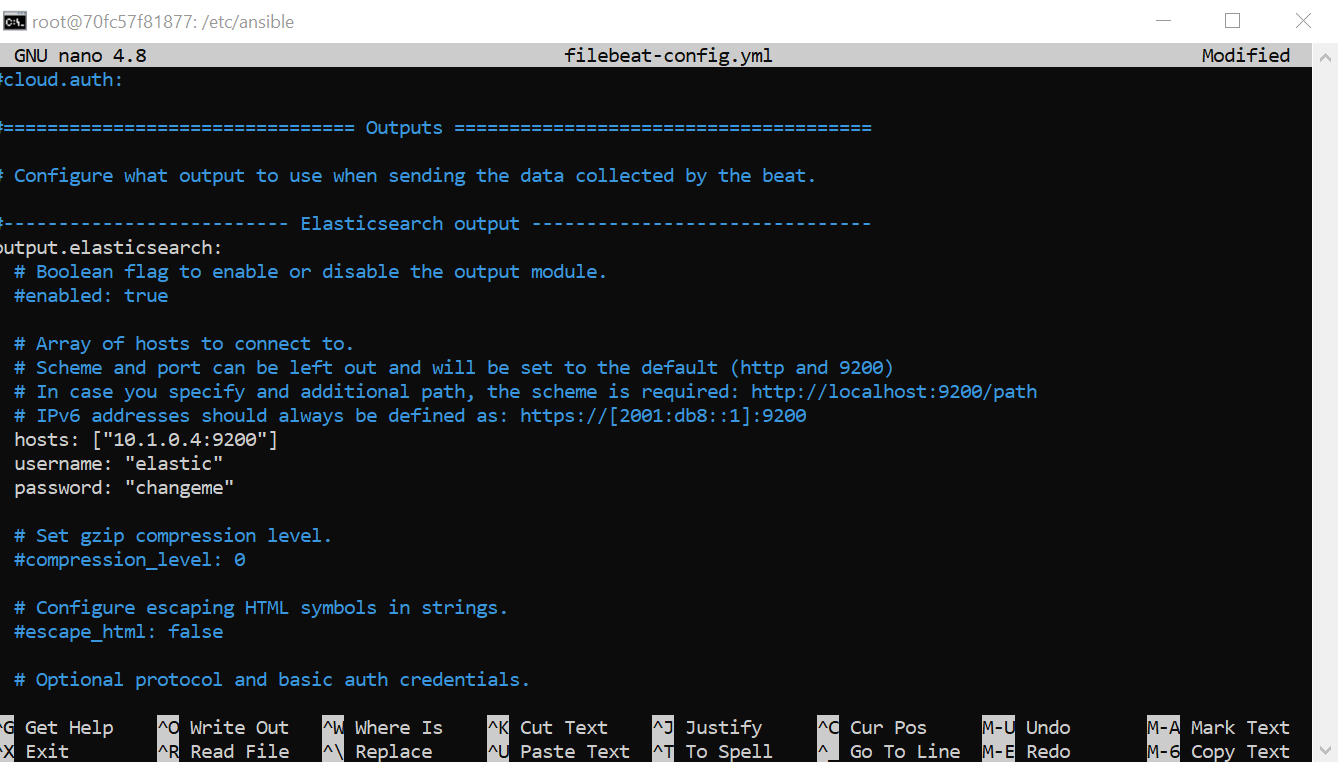 root@70fc57f81877: /etc/ansible
GNU nano 4.8 filebeat-config.yml Modified
#cloud.auth:
#================================ Outputs ======================================
# Configure what output to use when sending the data collected by the beat.
#-------------------------- Elasticsearch output -------------------------------
output.elasticsearch:
# Boolean flag to enable or disable the output module.
#enabled: true
# Array of hosts to connect to.
# Scheme and port can be left out and will be set to the default (http and 9200)
# In case you specify and additional path, the scheme is required: http://localhost:9200/path
# IPv6 addresses should always be defined as: https://[2001:db8::1]:9200
hosts: ["10.1.0.4:9200"]
username: "elastic"
password: "changeme"
# Set gzip compression level.
#compression_level: 0
# Configure escaping HTML symbols in strings.
#escape_html: false
# Optional protocol and basic auth credentials.
^G Get Help ^O Write Out ^W Where Is ^K Cut Text ^J Justify ^C Cur Pos M-U Undo M-A Mark Text
^X Exit ^R Read File ^\ Replace ^U Paste Text ^T To Spell ^_ Go To Line M-E Redo M-6 Copy Text